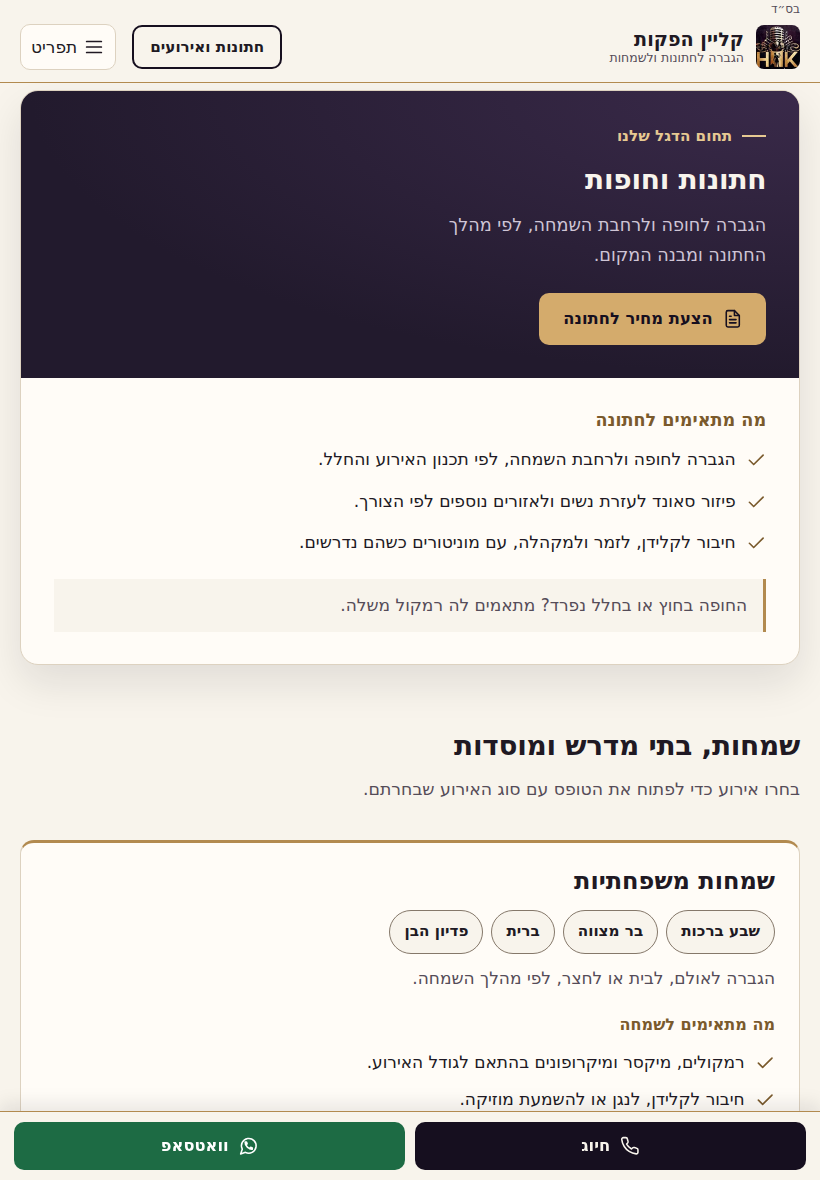 בס״ד
קליין הפקות
הגברה לחתונות ולשמחות
חתונות ואירועים
תפריט
תחום הדגל שלנו
חתונות וחופות
הגברה לחופה ולרחבת השמחה, לפי מהלך
החתונה ומבנה המקום.
הצעת מחיר לחתונה
מה מתאימים לחתונה
הגברה לחופה ולרחבת השמחה, לפי תכנון האירוע והחלל.
פיזור סאונד לעזרת נשים ולאזורים נוספים לפי הצורך.
חיבור לקלידן, לזמר ולמקהלה, עם מוניטורים כשהם נדרשים.
החופה בחוץ או בחלל נפרד? מתאימים לה רמקול משלה.
שמחות, בתי מדרש ומוסדות
בחרו אירוע כדי לפתוח את הטופס עם סוג האירוע שבחרתם.
שמחות משפחתיות
שבע ברכות
בר מצווה
ברית
פדיון הבן
הגברה לאולם, לבית או לחצר, לפי מהלך השמחה.
מה מתאימים לשמחה
רמקולים, מיקסר ומיקרופונים בהתאם לגודל האירוע.
חיבור לקלידן, לנגן או להשמעת מוזיקה.
חיוג
וואטסאפ